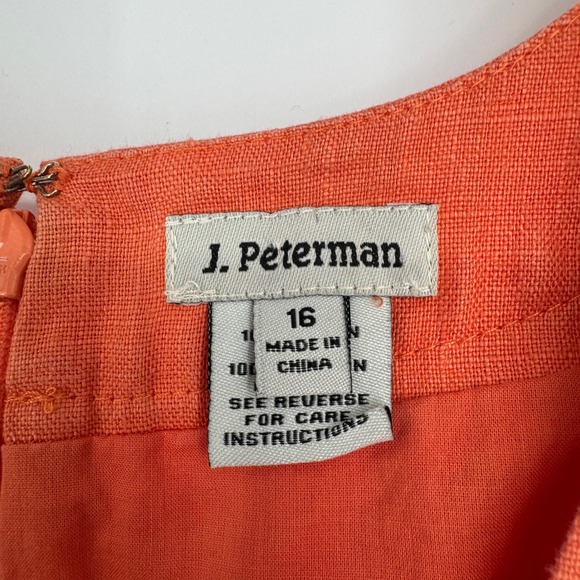 J. Peterman
16
MADE IN
CHINA
SEE REVERSE
FOR CARE
INSTRUCTIONS